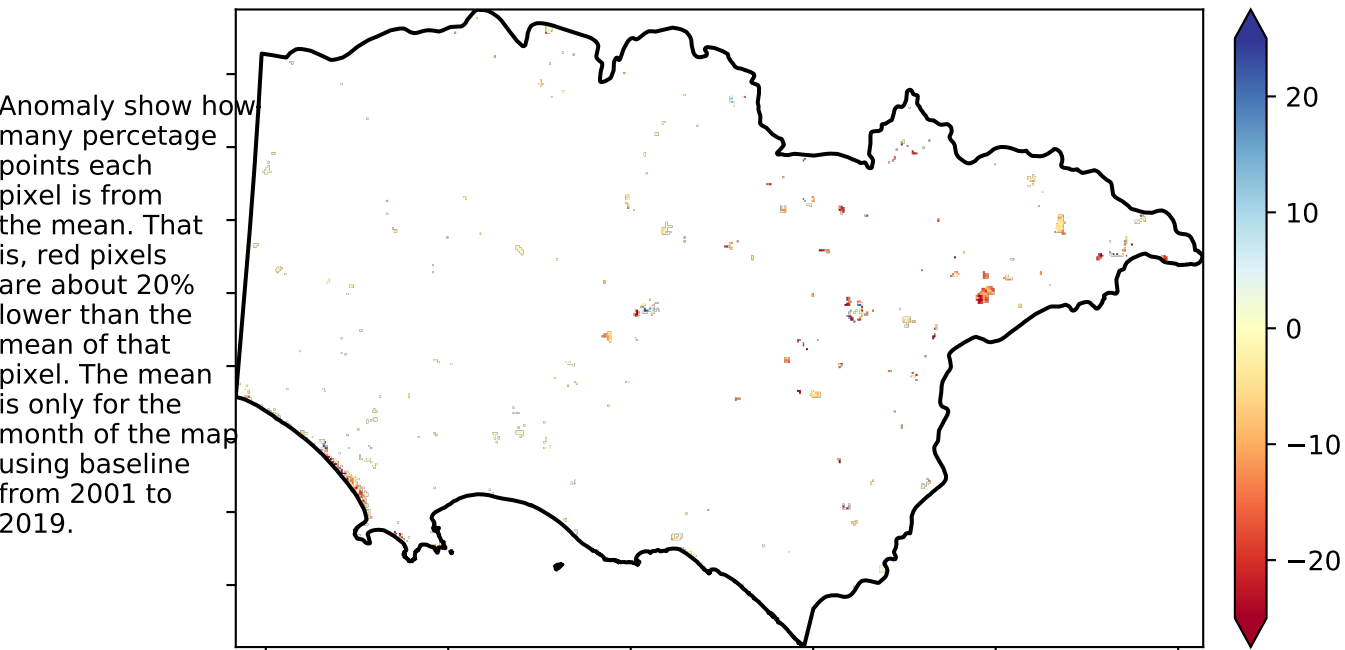 Anomaly show how
many percetage
points each
pixel is from
the mean. That
is, red pixels
are about 20%
lower than the
mean of that
pixel. The mean
is only for the
month of the map
using baseline
from 2001 to
2019.
20
10
0
−10
−20